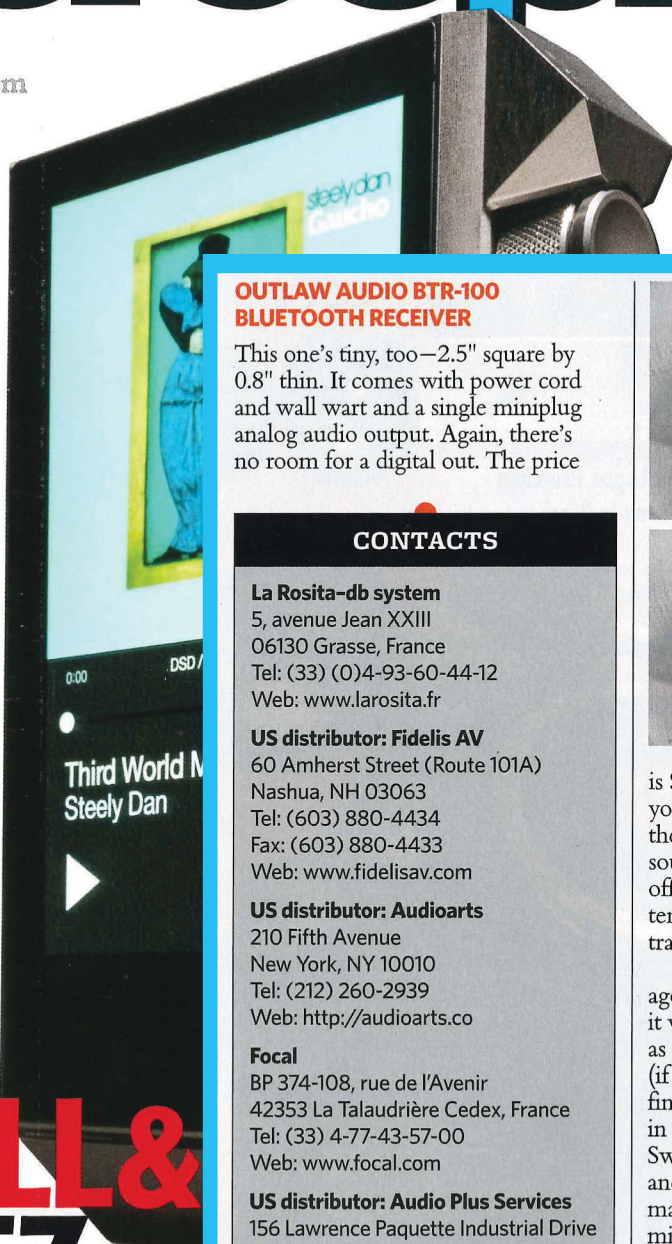 steely dan
Gaucho
0:00
DSD /
Third World
Steely Dan
LL&
OUTLAW AUDIO BTR-100
BLUETOOTH RECEIVER
This one's tiny, too—2.5" square by
0.8" thin. It comes with power cord
and wall wart and a single miniplug
analog audio output. Again, there's
no room for a digital out. The price
CONTACTS
La Rosita–db system
5, avenue Jean XXIII
06130 Grasse, France
Tel: (33) (0)4-93-60-44-12
Web: www.larosita.fr
US distributor: Fidelis AV
60 Amherst Street (Route 101A)
Nashua, NH 03063
Tel: (603) 880-4434
Fax: (603) 880-4433
Web: www.fidelisav.com
US distributor: Audioarts
210 Fifth Avenue
New York, NY 10010
Tel: (212) 260-2939
Web: http://audioarts.co
Focal
BP 374-108, rue de l'Avenir
42353 La Talaudrière Cedex, France
Tel: (33) 4-77-43-57-00
Web: www.focal.com
US distributor: Audio Plus Services
156 Lawrence Paquette Industrial Drive
is
the
as
(if
in